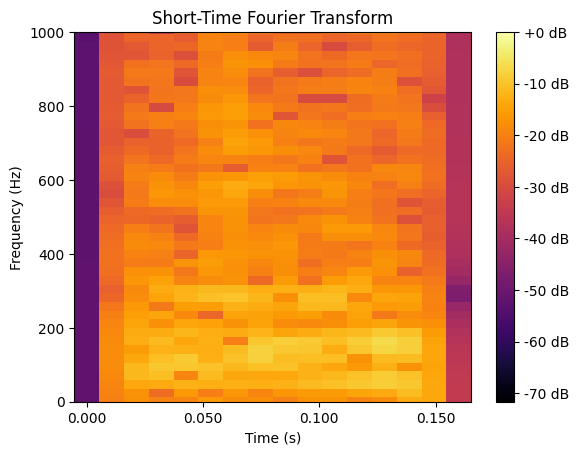 Short-Time Fourier Transform
1000
800
600
400
200
0
Frequency (Hz)
0.000
0.050
0.100
0.150
Time (s)
+0 dB
-10 dB
-20 dB
-30 dB
-40 dB
-50 dB
-60 dB
-70 dB